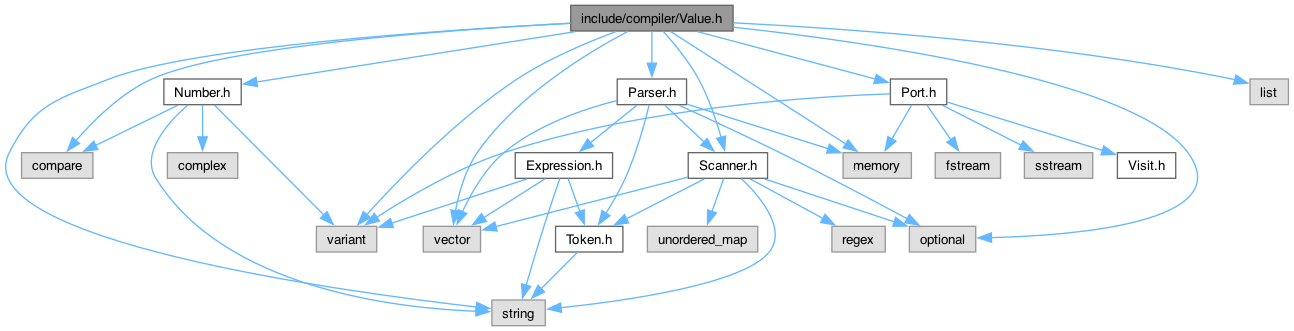 include/compiler/Value.h
Number.h
Parser.h
Port.h
list
compare
complex
Expression.h
Scanner.h
memory
fstream
sstream
Visit.h
variant
vector
Token.h
unordered_map
regex
optional
string